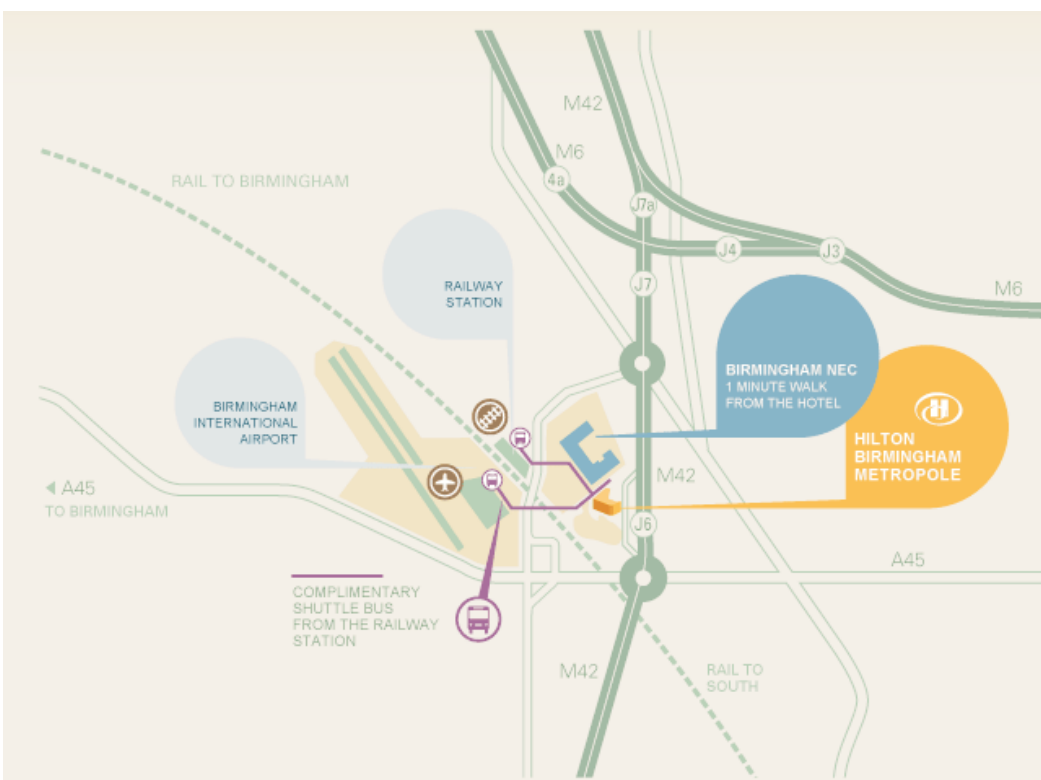 M42
M6
4a
RAIL TO BIRMINGHAM
J7a
J4
J3
J7
M6
RAILWAY
STATION
BIRMINGHAM NEC
1 MINUTE WALK
FROM THE HOTEL
BIRMINGHAM
INTERNATIONAL
AIRPORT
H
HILTON
BIRMINGHAM
METROPOLE
M42
A45
TO BIRMINGHAM
J6
A45
COMPLIMENTARY
SHUTTLE BUS
FROM THE RAILWAY
STATION
M42
RAIL TO
SOUTH